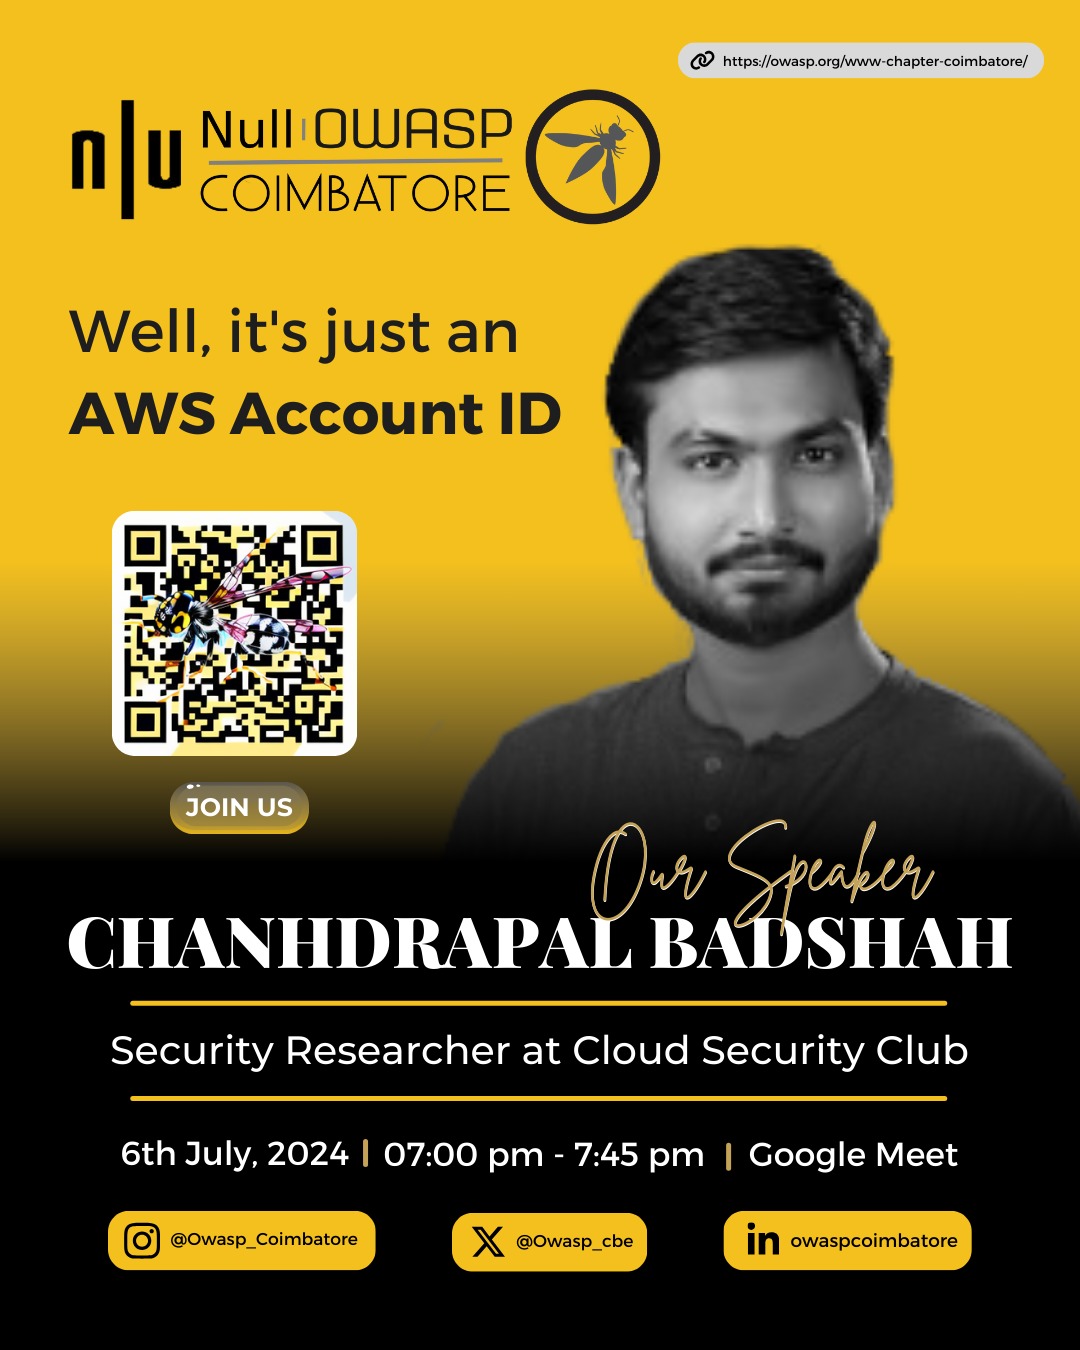 https://owasp.org/www-chapter-coimbatore/
n|u
Null OWASP
COIMBATORE
Well, it's just an
AWS Account ID
JOIN US
Our Speaker
CHANHDRAPAL BADSHAH
Security Researcher at Cloud Security Club
6th July, 2024 | 07:00 pm - 7:45 pm | Google Meet
@Owasp_Coimbatore @Owasp_cbe owaspcoimbatore